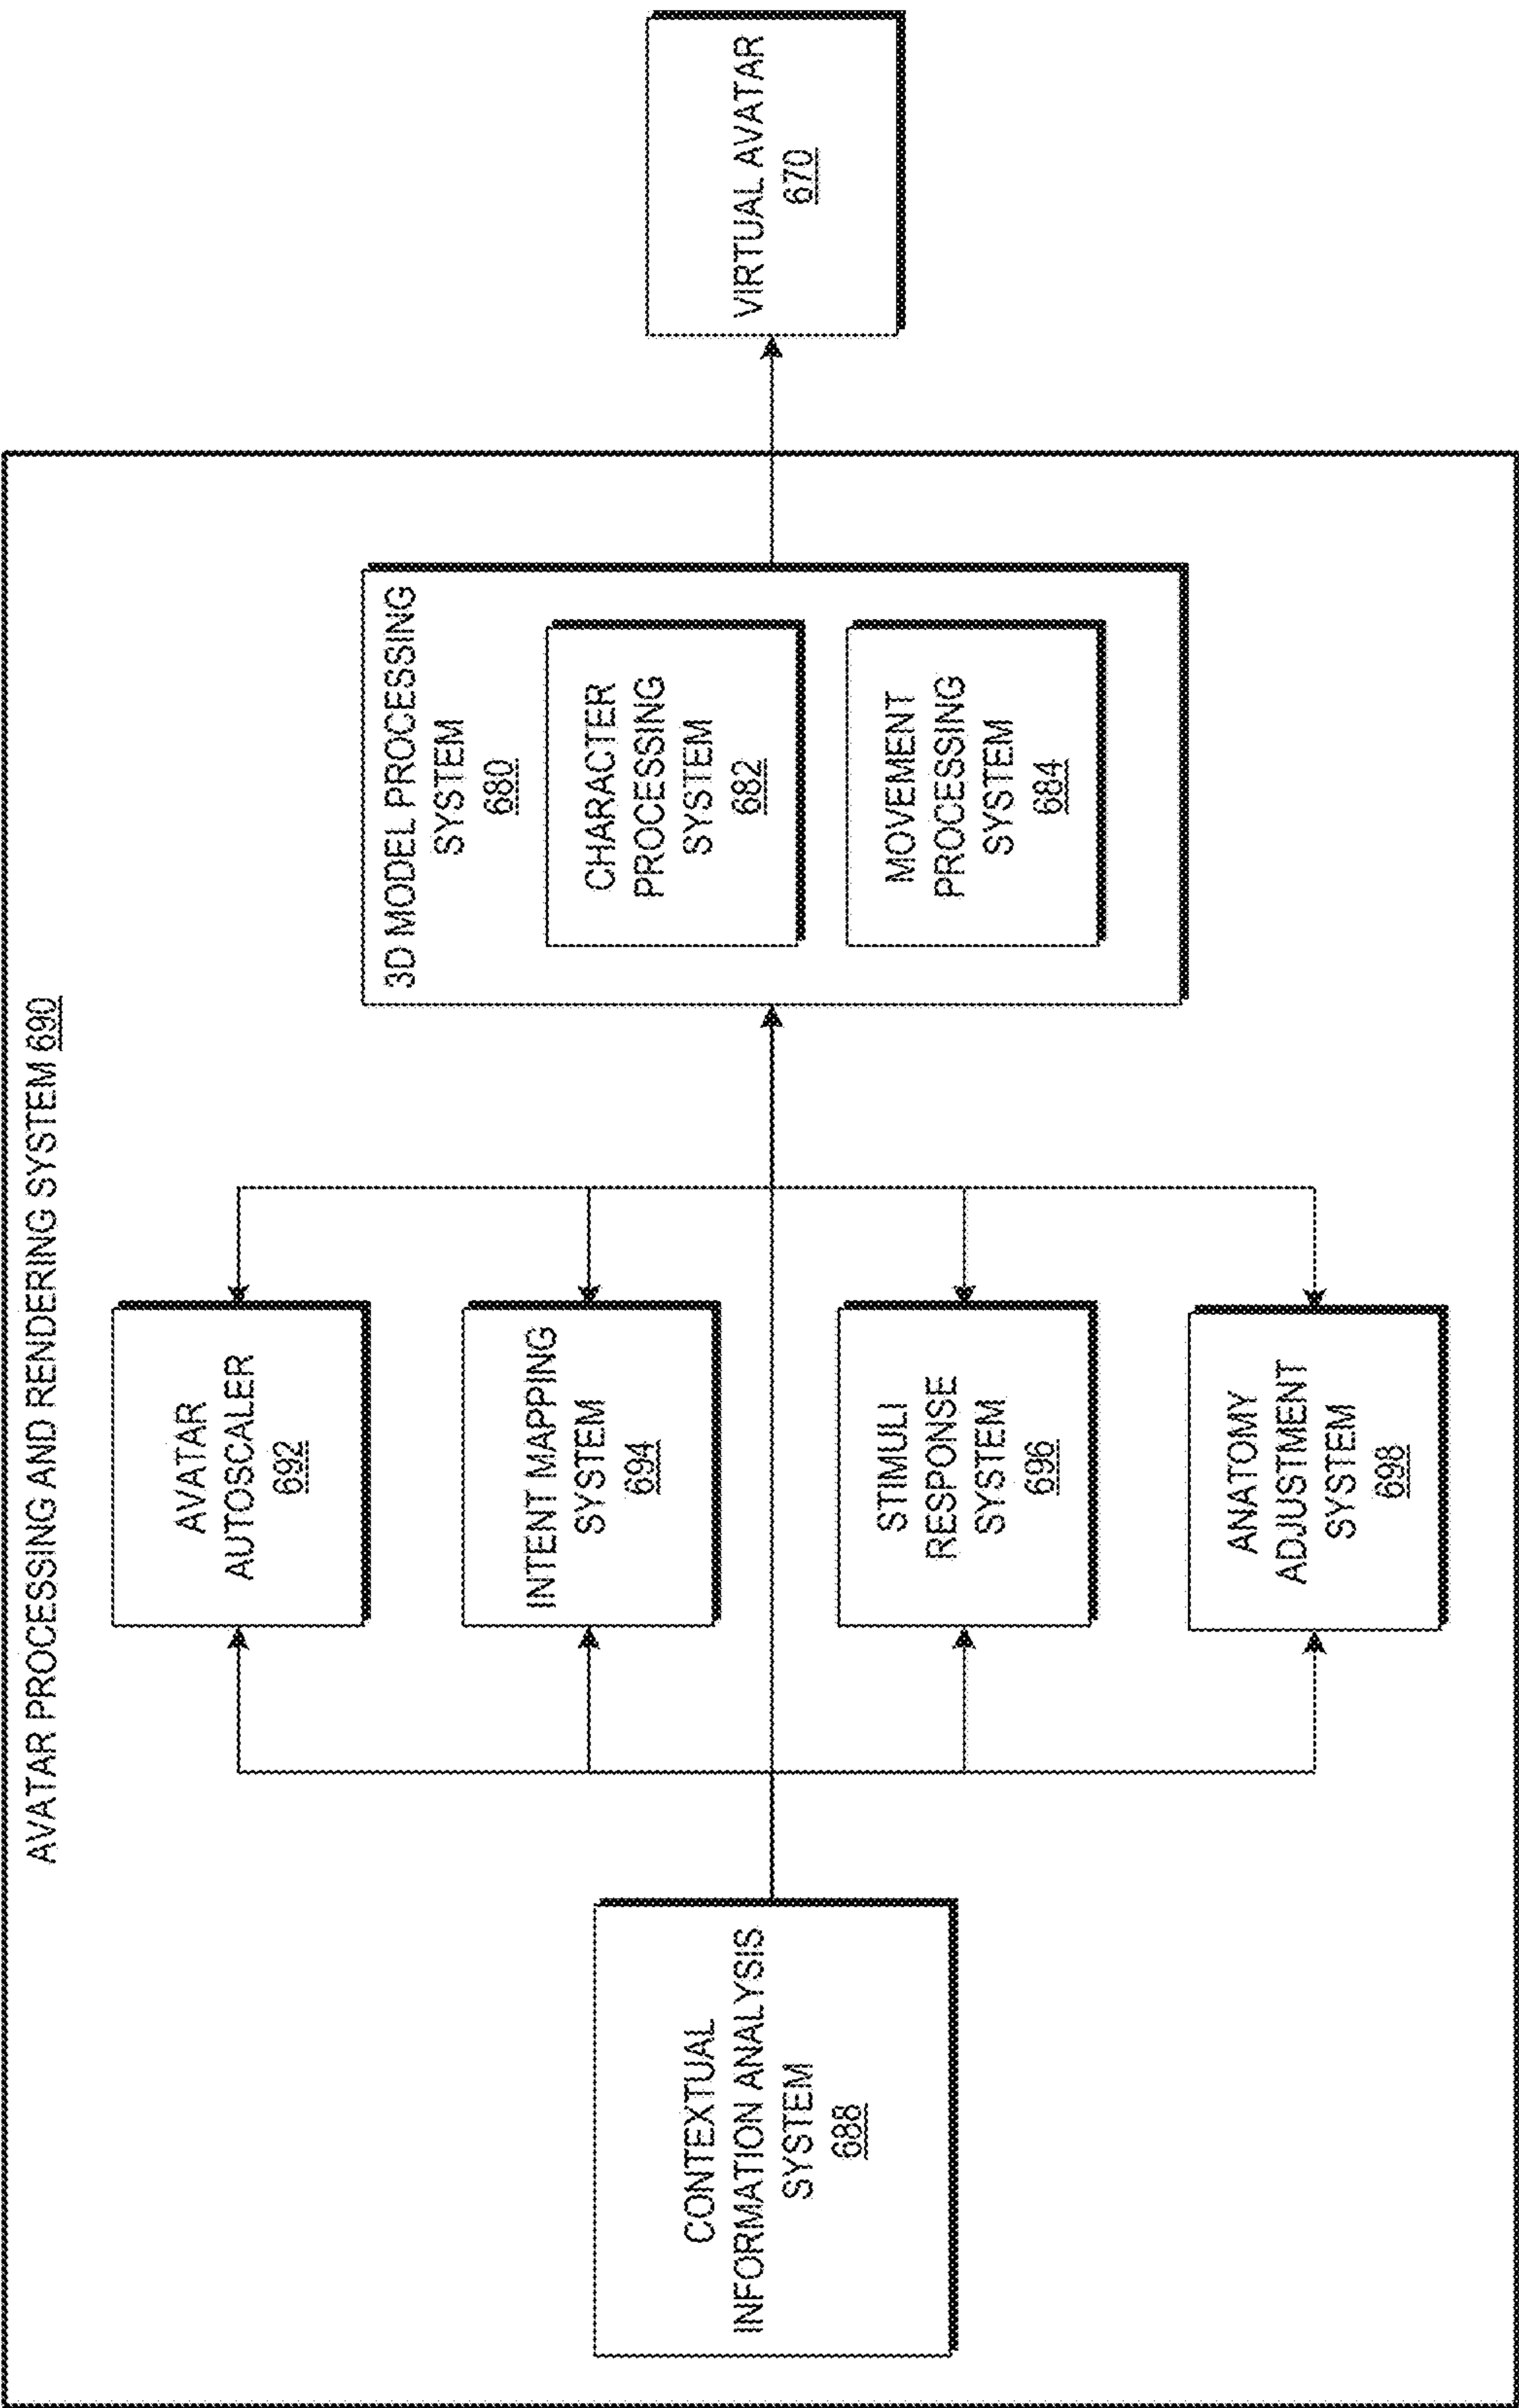 AVATAR PROCESSING AND RENDERING SYSTEM 690
CONTEXTUAL
INFORMATION ANALYSIS
SYSTEM
688
AVATAR
AUTOSCALER
692
INTENT MAPPING
SYSTEM
694
STIMULI
RESPONSE
SYSTEM
696
ANATOMY
ADJUSTMENT
SYSTEM
698
3D MODEL PROCESSING
SYSTEM
680
CHARACTER
PROCESSING
SYSTEM
682
MOVEMENT
PROCESSING
SYSTEM
684
VIRTUAL AVATAR
670